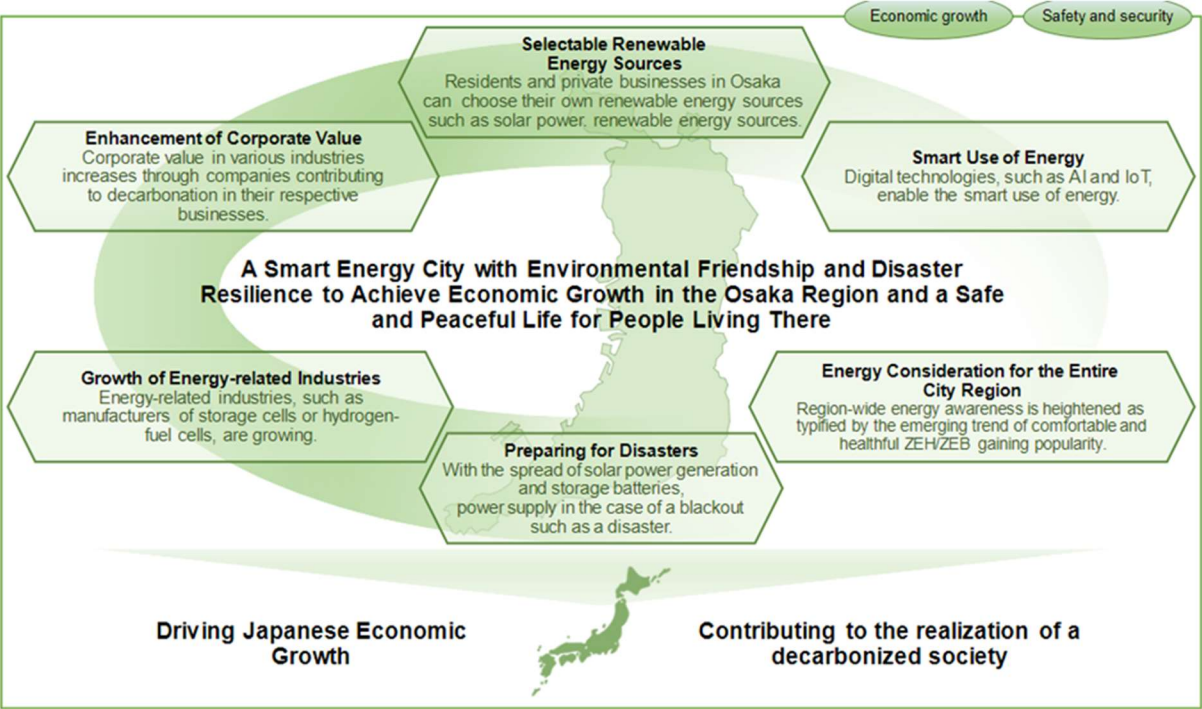 Economic growth
Safety and security
Selectable Renewable
Energy Sources
Residents and private businesses in Osaka
can choose their own renewable energy sources
such as solar power. renewable energy sources.
Enhancement of Corporate Value
Corporate value in various industries
increases through companies contributing
to decarbonation in their respective
businesses.
Smart Use of Energy
Digital technologies, such as AI and IoT,
enable the smart use of energy.
A Smart Energy City with Environmental Friendship and Disaster
Resilience to Achieve Economic Growth in the Osaka Region and a Safe
and Peaceful Life for People Living There
Growth of Energy-related Industries
Energy-related industries, such as
manufacturers of storage cells or hydrogen-
fuel cells, are growing.
Energy Consideration for the Entire
City Region
Region-wide energy awareness is heightened as
typified by the emerging trend of comfortable and
healthful ZEH/ZEB gaining popularity.
Preparing for Disasters
With the spread of solar power generation
and storage batteries,
power supply in the case of a blackout
such as a disaster.
Driving Japanese Economic
Growth
Contributing to the realization of a
decarbonized society